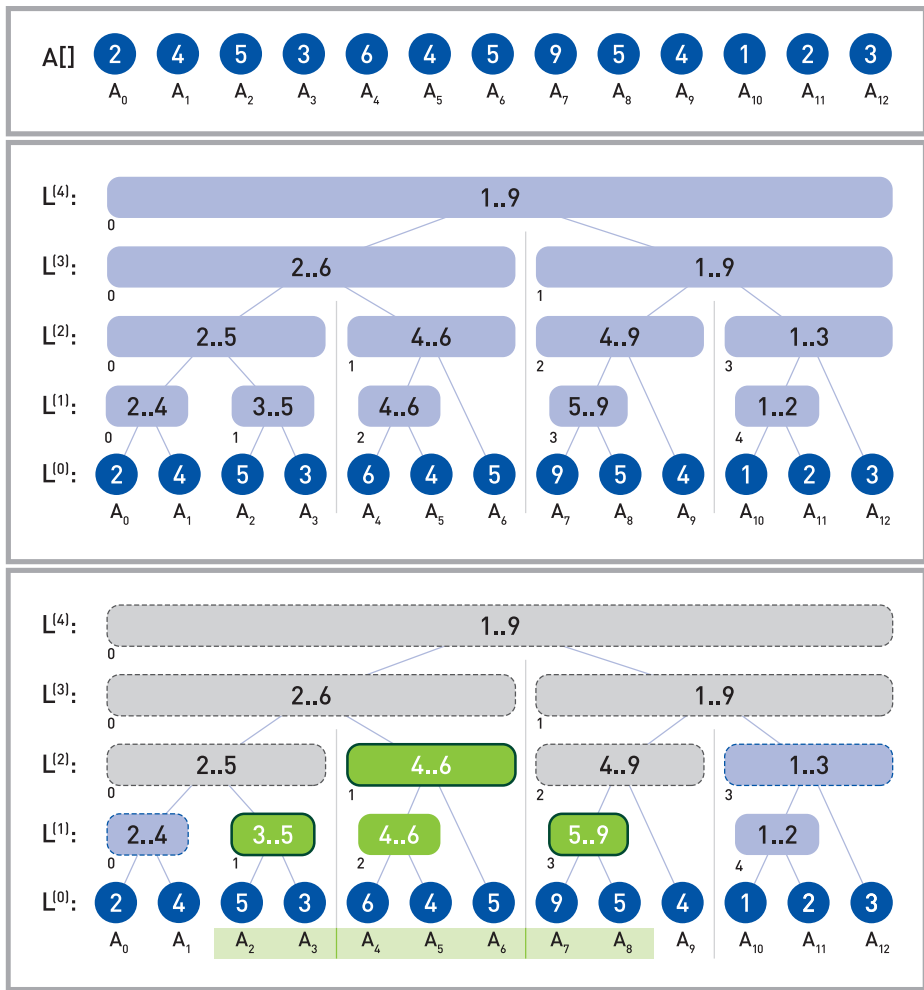 A[] 2 4 5 3 6 4 5 9 5 4 1 2 3
A₀ A₁ A₂ A₃ A₄ A₅ A₆ A₇ A₈ A₉ A₁₀ A₁₁ A₁₂
L⁽⁴⁾: 1..9
0
L⁽³⁾: 2..6 1..9
0 1
L⁽²⁾: 2..5 4..6 4..9 1..3
0 1 2 3
L⁽¹⁾: 2..4 3..5 4..6 5..9 1..2
0 1 2 3 4
L⁽⁰⁾: 2 4 5 3 6 4 5 9 5 4 1 2 3
A₀ A₁ A₂ A₃ A₄ A₅ A₆ A₇ A₈ A₉ A₁₀ A₁₁ A₁₂
L⁽⁴⁾: 1..9
0
L⁽³⁾: 2..6 1..9
0 1
L⁽²⁾: 2..5 4..6 4..9 1..3
0 1 2 3
L⁽¹⁾: 2..4 3..5 4..6 5..9 1..2
0 1 2 3 4
L⁽⁰⁾: 2 4 5 3 6 4 5 9 5 4 1 2 3
A₀ A₁ A₂ A₃ A₄ A₅ A₆ A₇ A₈ A₉ A₁₀ A₁₁ A₁₂